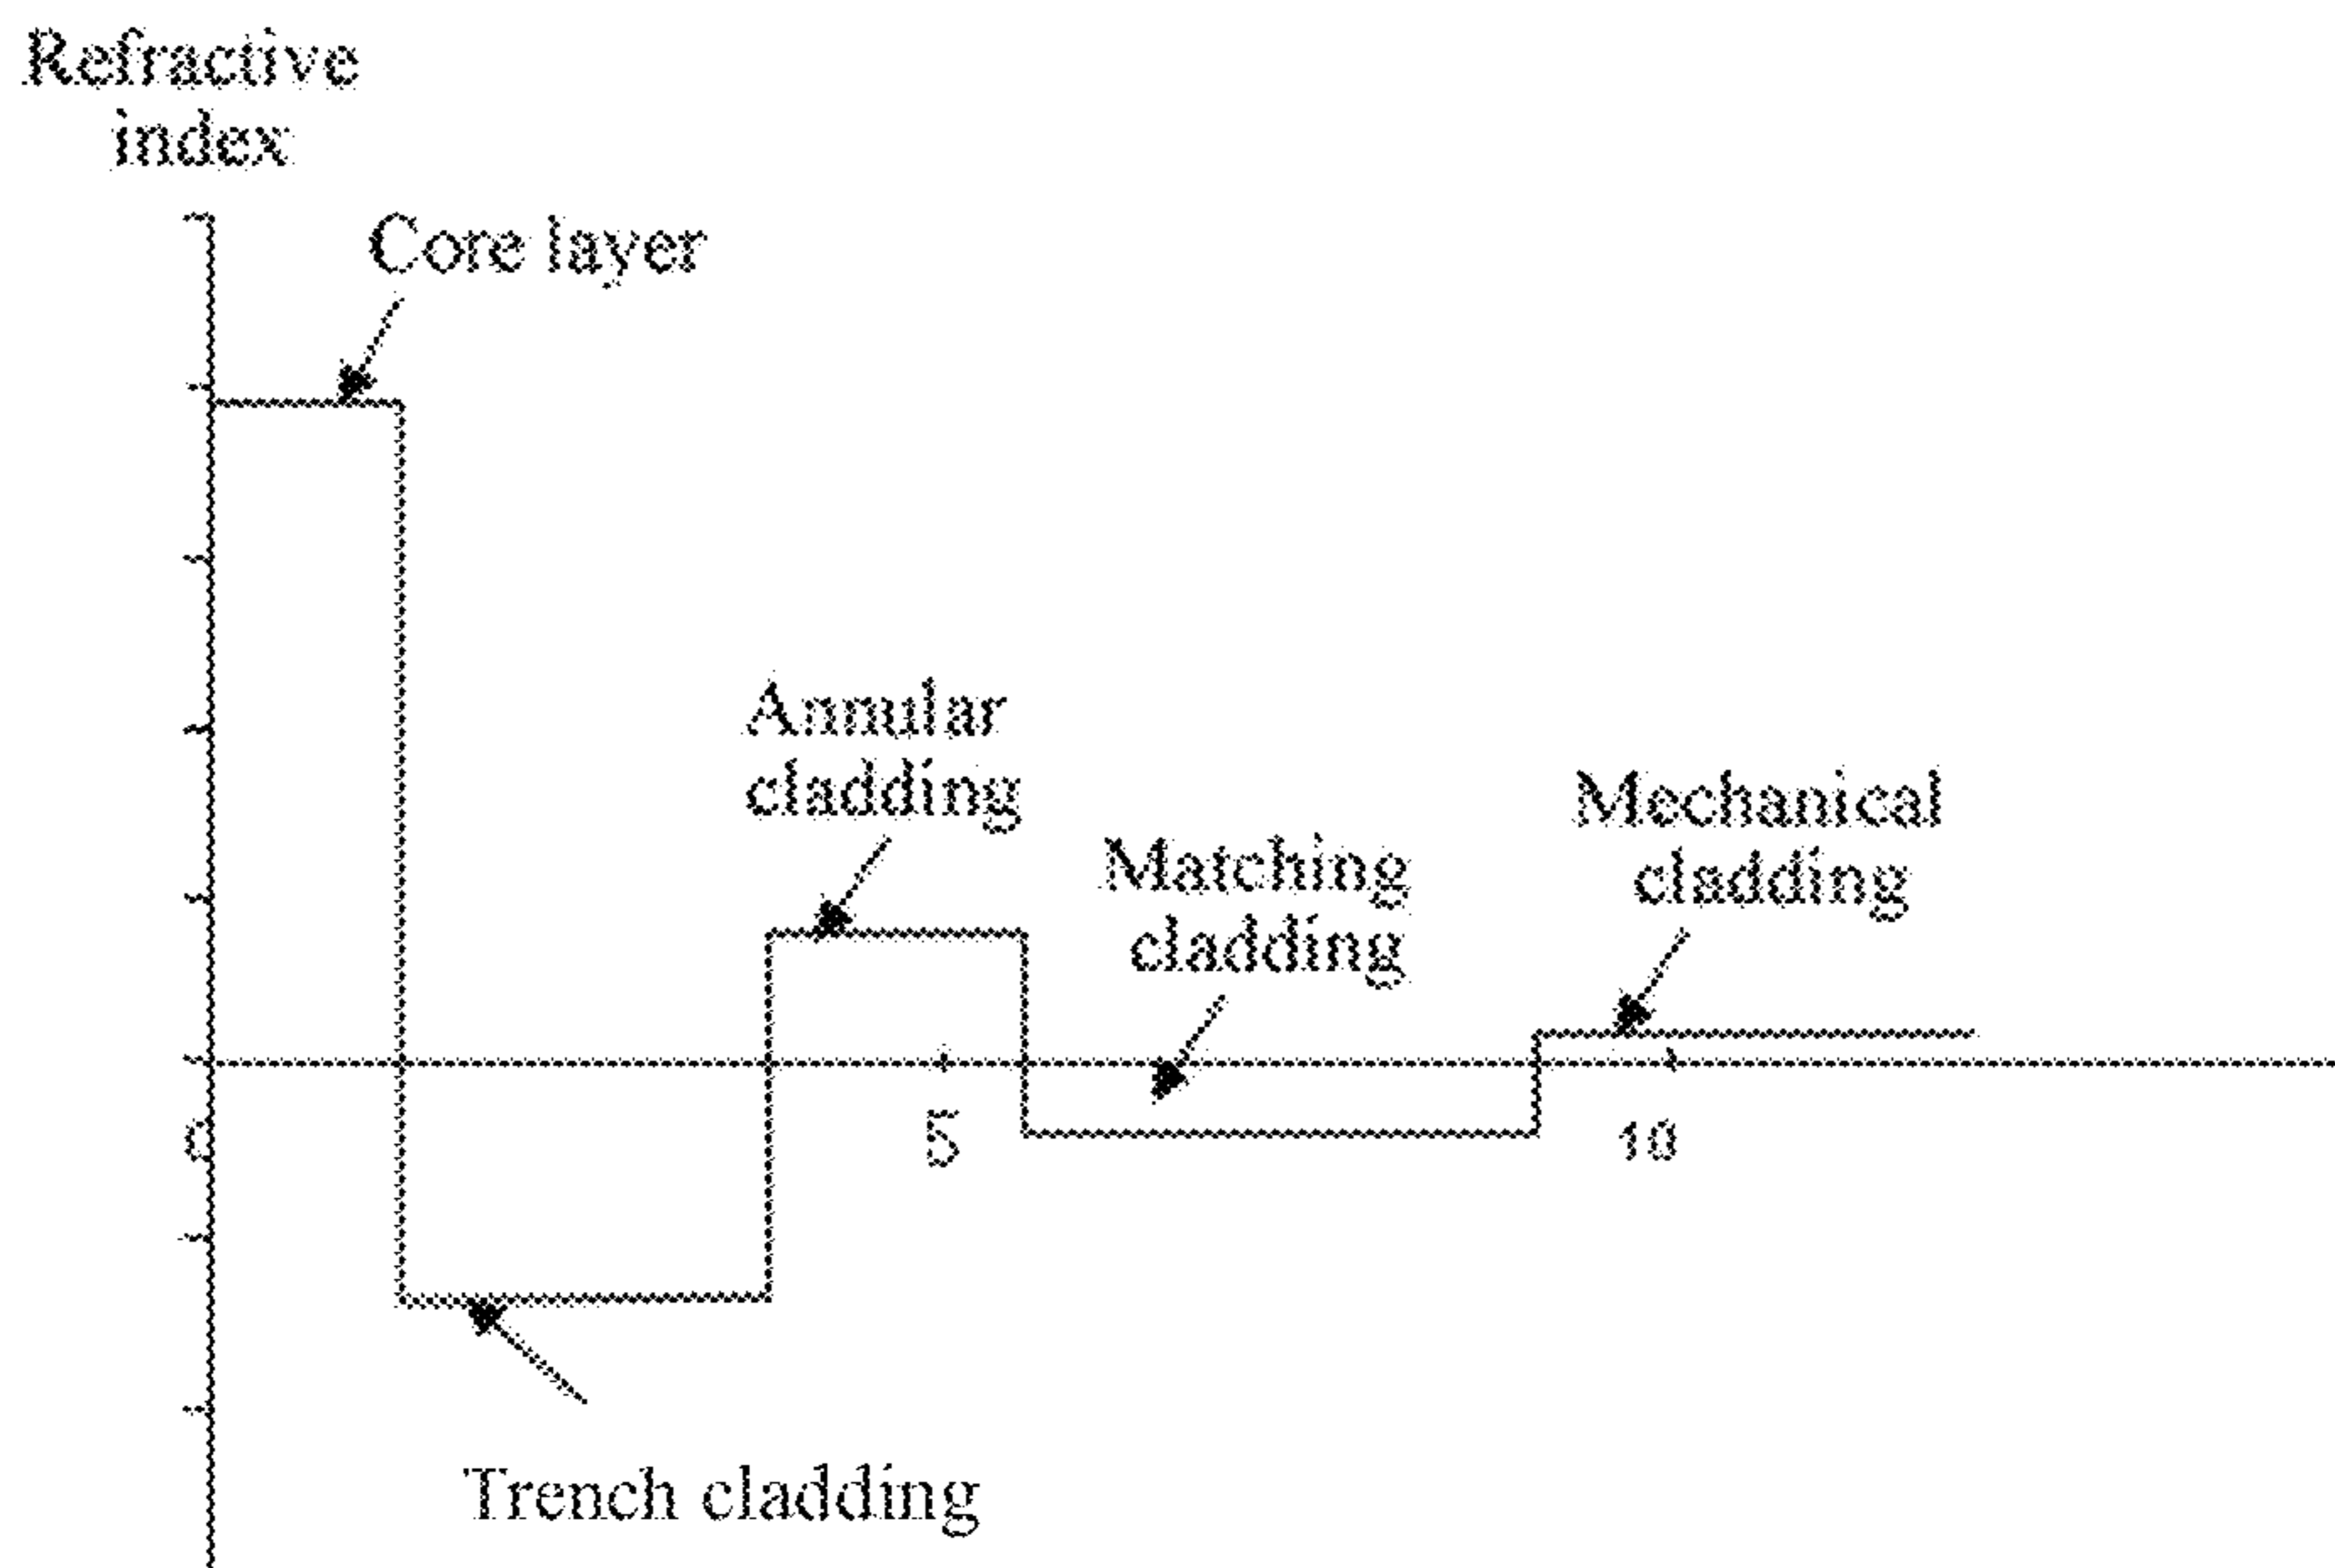 Refractive
index
Core layer
Annular
cladding
Matching
cladding
Mechanical
cladding
0
5
10
Trench cladding